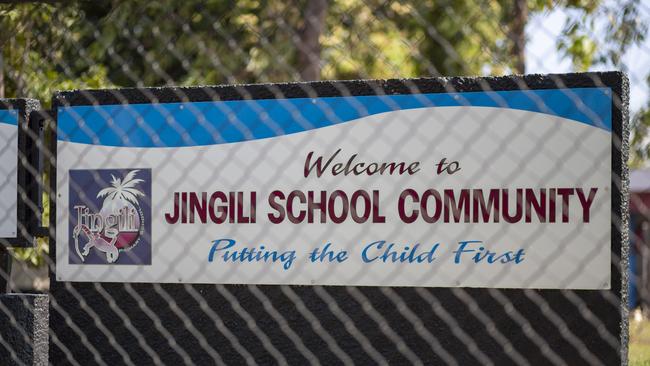 Welcome to
Jingili
JINGILI SCHOOL COMMUNITY
Putting the Child First